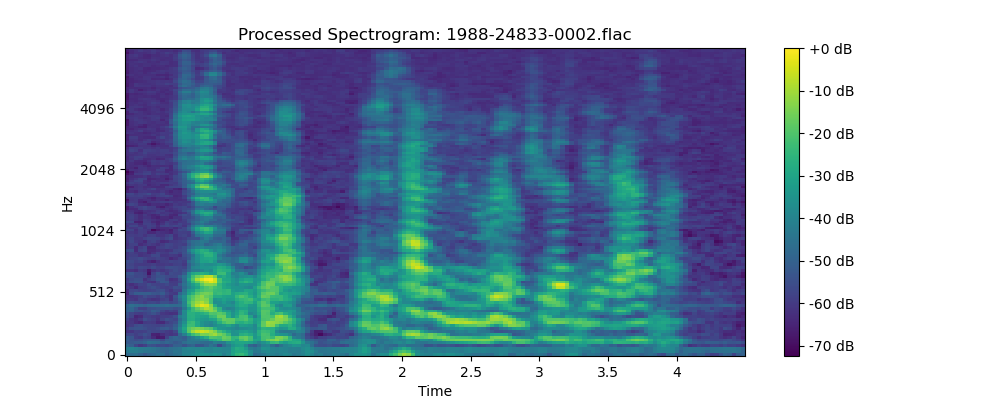 Processed Spectrogram: 1988-24833-0002.flac
Hz
4096
2048
1024
512
0
0 0.5 1 1.5 2 2.5 3 3.5 4
Time
+0 dB
-10 dB
-20 dB
-30 dB
-40 dB
-50 dB
-60 dB
-70 dB